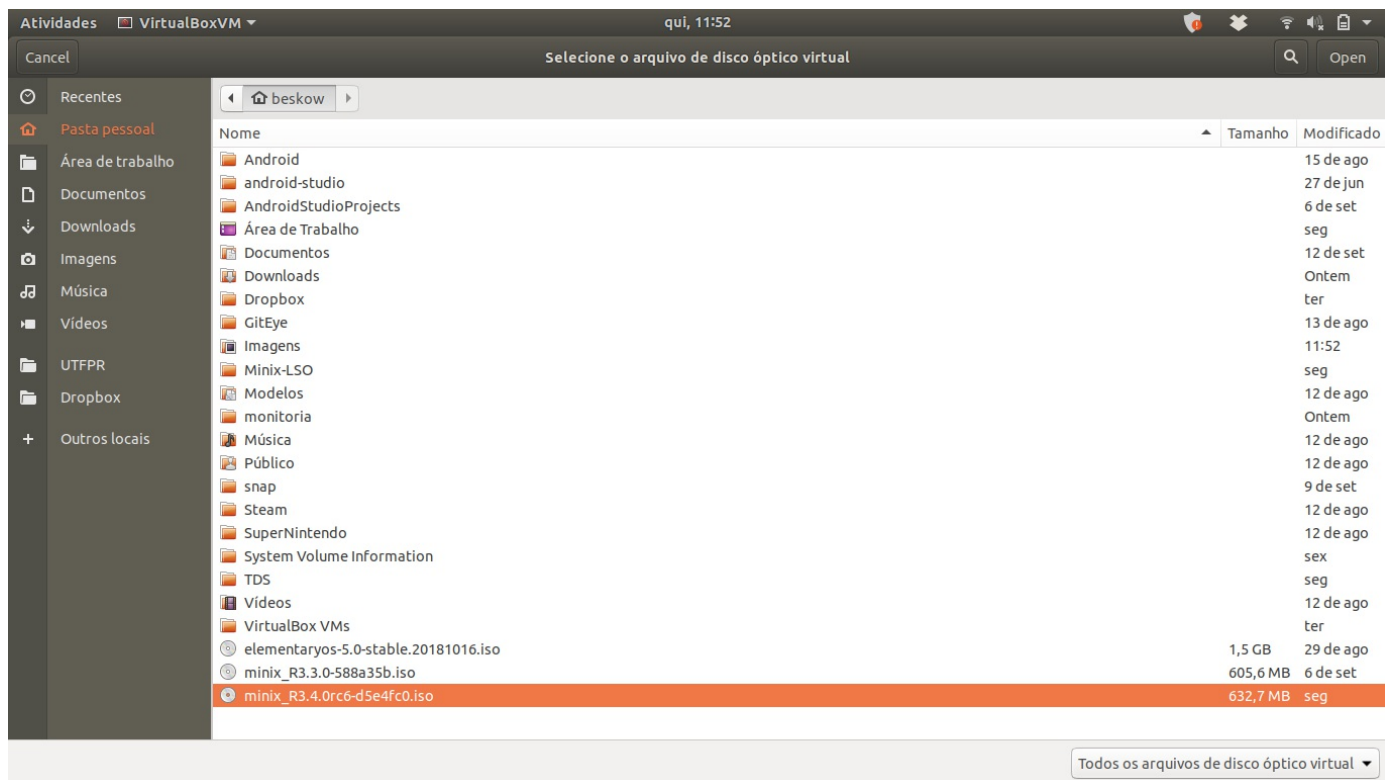 Atividades VirtualBoxVM qui, 11:52
Cancel Selecione o arquivo de disco óptico virtual Open
Recentes
Pasta pessoal
Área de trabalho
Documentos
Downloads
Imagens
Música
Vídeos
UTFPR
Dropbox
Outros locais
beskow
Nome Tamanho Modificado
Android 15 de ago
android-studio 27 de jun
AndroidStudioProjects 6 de set
Área de Trabalho seg
Documentos 12 de set
Downloads Ontem
Dropbox ter
GitEye 13 de ago
Imagens 11:52
Minix-LSO seg
Modelos 12 de ago
monitoria Ontem
Música 12 de ago
Público 12 de ago
snap 9 de set
Steam 12 de ago
SuperNintendo 12 de ago
System Volume Information sex
TDS seg
Vídeos 12 de ago
VirtualBox VMs ter
elementaryos-5.0-stable.20181016.iso 1,5 GB 29 de ago
minix_R3.3.0-588a35b.iso 605,6 MB 6 de set
minix_R3.4.0rc6-d5e4fc0.iso 632,7 MB seg
Todos os arquivos de disco óptico virtual